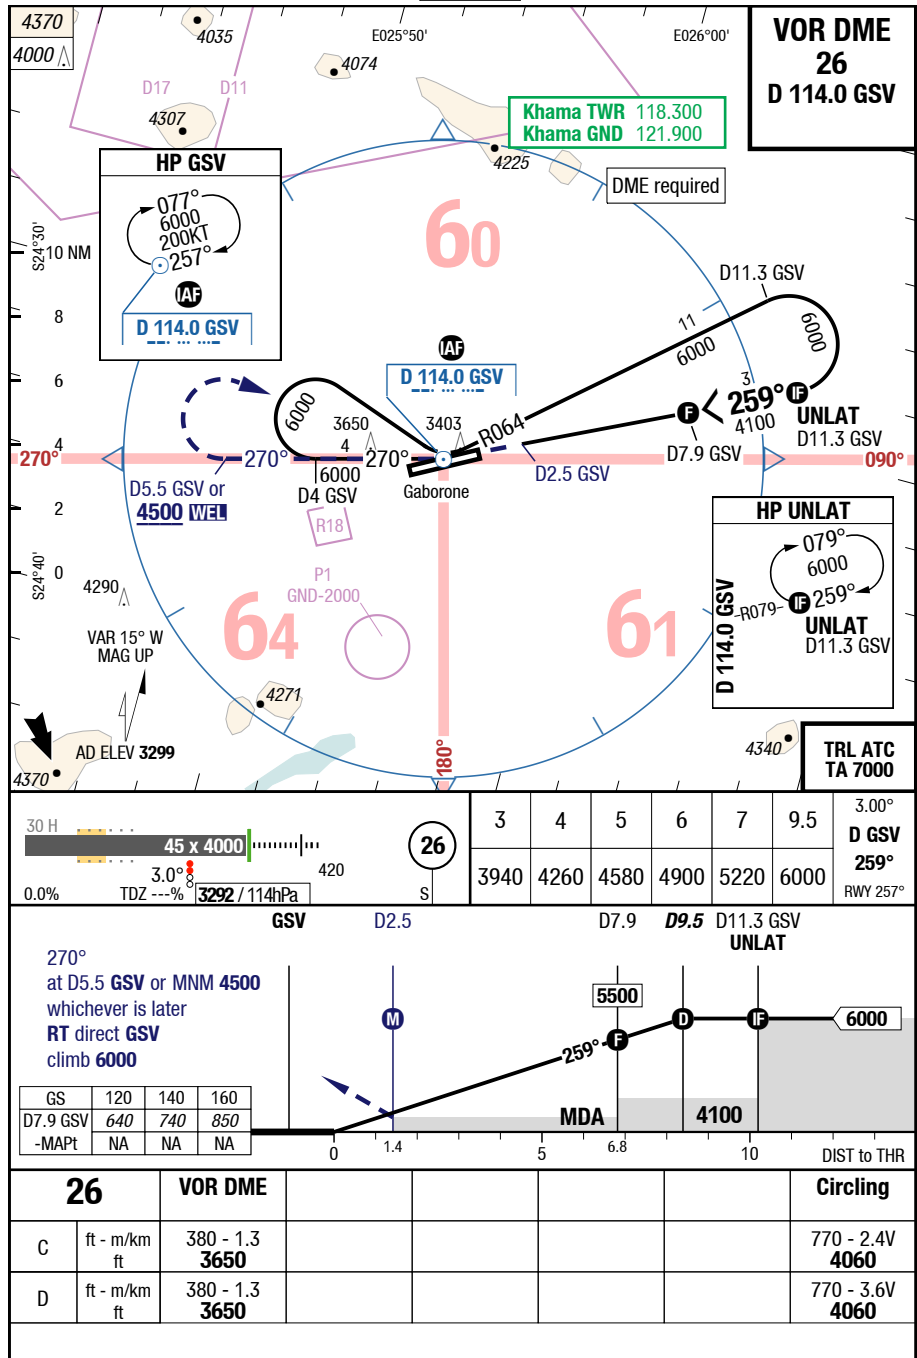 4370
4000
4035
E025°50'
E026°00'
VOR DME
26
D 114.0 GSV
4074
D17
D11
4307
Khama TWR 118.300
Khama GND 121.900
4225
HP GSV
077°
6000
200KT
257°
IAF
D 114.0 GSV
DME required
60
S24°30'
10 NM
8
6
4
2
0
S24°40'
D11.3 GSV
11
6000
6000
IAF
D 114.0 GSV
3
259°
4100
IF
UNLAT
D11.3 GSV
F
D7.9 GSV
R064
6000
3650
4
3403
270°
270°
270°
6000
090°
D5.5 GSV or
4500 WEL
D4 GSV
Gaborone
D2.5 GSV
R18
P1
GND-2000
HP UNLAT
079°
6000
R079
IF
259°
UNLAT
D11.3 GSV
D 114.0 GSV
4290
64
61
VAR 15° W
MAG UP
4271
AD ELEV 3299
180°
4340
4370
TRL ATC
TA 7000
30 H
45 x 4000
420
3.0°
0.0%
TDZ ---%
3292 / 114hPa
S
26
3 4 5 6 7 9.5
3940 4260 4580 4900 5220 6000
3.00°
D GSV
259°
RWY 257°
GSV D2.5 D7.9 D9.5 D11.3 GSV
UNLAT
270°
at D5.5 GSV or MNM 4500
whichever is later
RT direct GSV
climb 6000
5500
M
F
D
IF
6000
259°
MDA
4100
GS 120 140 160
D7.9 GSV 640 740 850
-MAPt NA NA NA
0 1.4 5 6.8 10 DIST to THR
26 VOR DME Circling
C ft - m/km 380 - 1.3 770 - 2.4V
ft 3650 4060
D ft - m/km 380 - 1.3 770 - 3.6V
ft 3650 4060